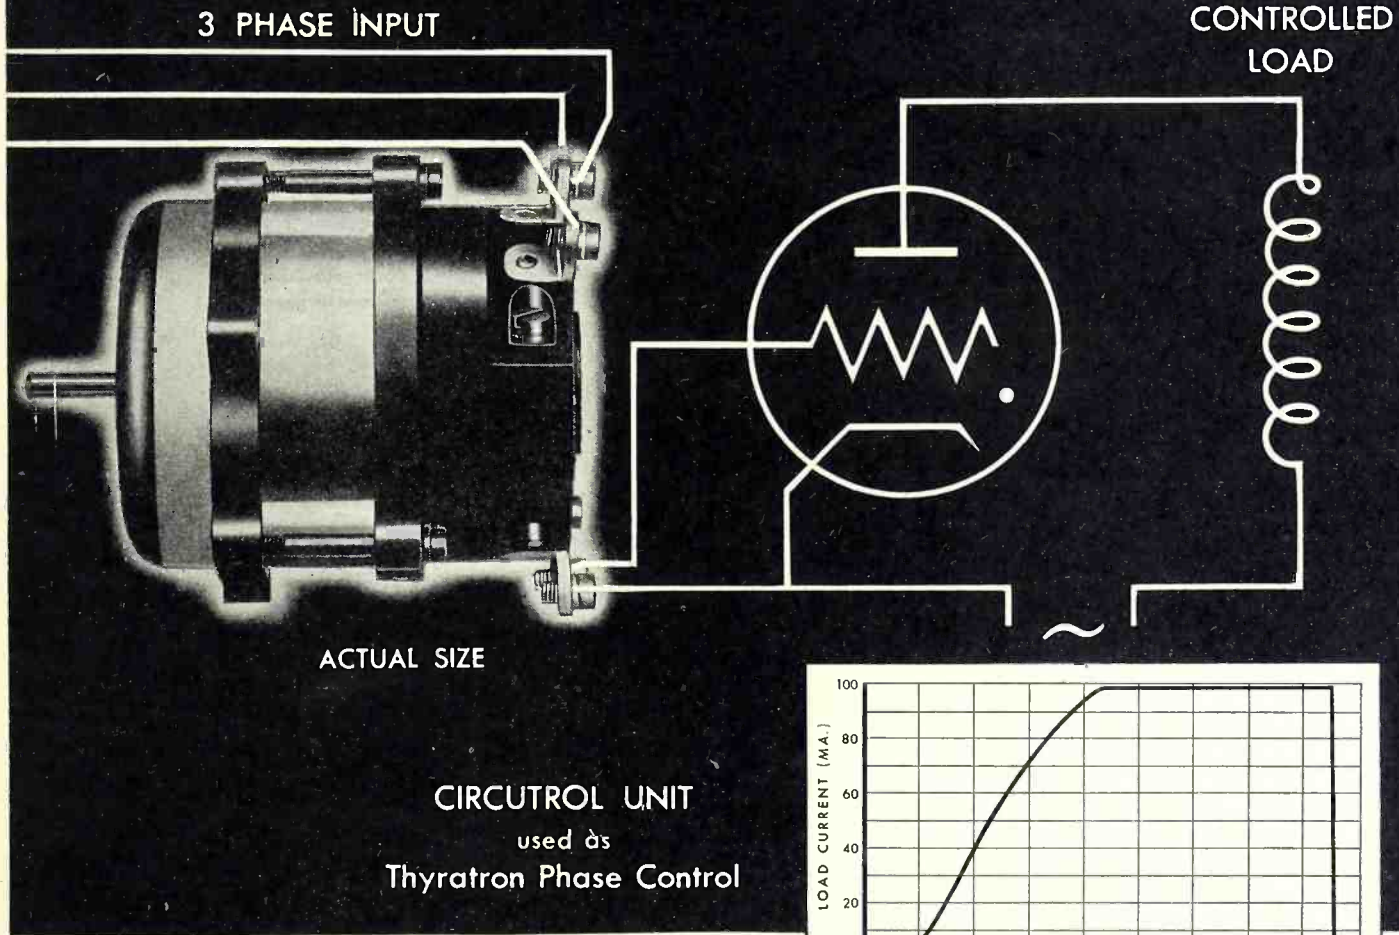 3 PHASE INPUT
CONTROLLED
LOAD
ACTUAL SIZE
CIRCUTROL UNIT
used as
Thyratron Phase Control
LOAD CURRENT (MA.)
100
80
60
40
20